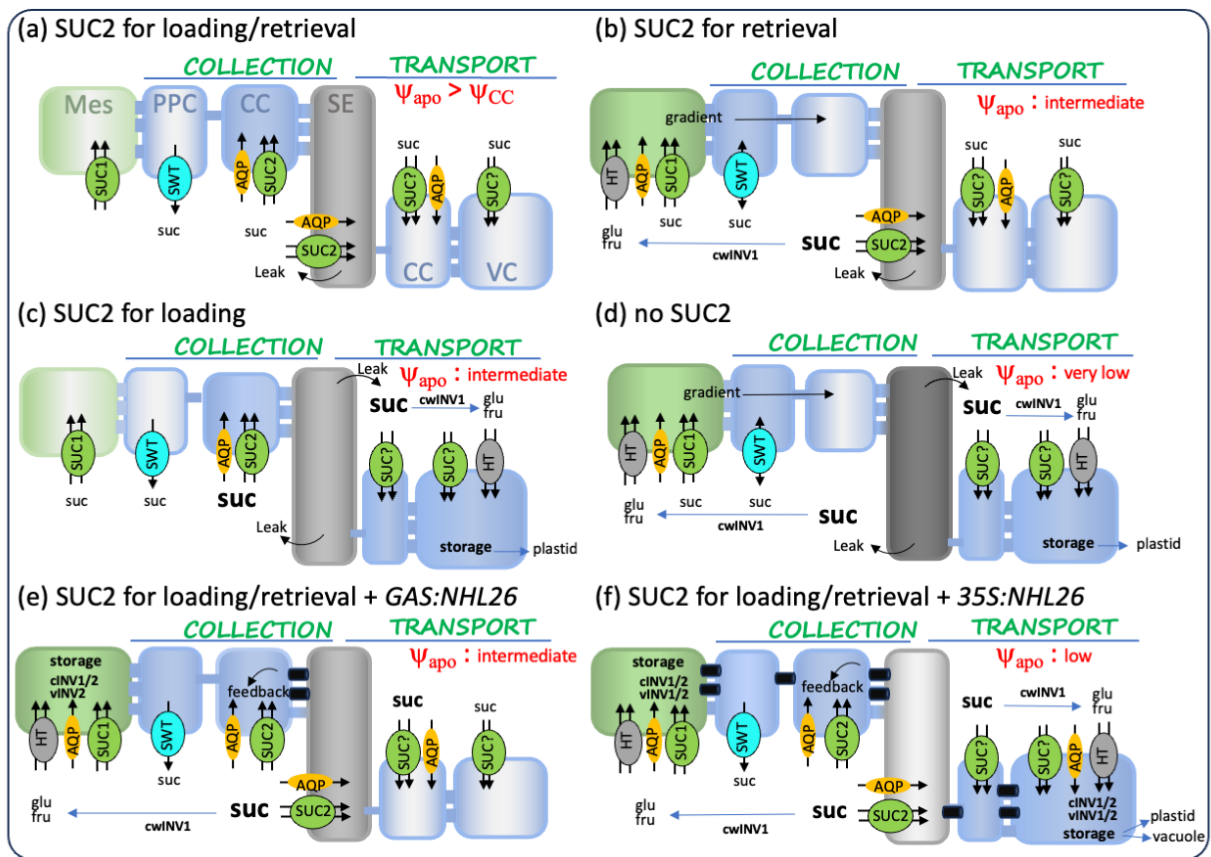 (a) SUC2 for loading/retrieval
COLLECTION
TRANSPORT
Ψapo > ΨCC
Mes
PPC
CC
SE
SUC1
SWT
AQP
SUC2
suc
suc
AQP
SUC2
Leak
suc
suc
SUC?
AQP
SUC?
CC
VC
(b) SUC2 for retrieval
COLLECTION
TRANSPORT
Ψapo : intermediate
gradient
HT
AQP
SUC1
SWT
suc
suc
glu
fru
cwINV1
suc
AQP
SUC2
Leak
suc
suc
SUC?
AQP
SUC?
(c) SUC2 for loading
COLLECTION
TRANSPORT
Leak
Ψapo : intermediate
suc
cwINV1
glu
fru
SUC1
SWT
AQP
SUC2
suc
suc
suc
Leak
SUC?
SUC?
HT
storage
plastid
(d) no SUC2
COLLECTION
TRANSPORT
Leak
Ψapo : very low
gradient
suc
cwINV1
glu
fru
HT
AQP
SUC1
SWT
glu
fru
suc
suc
cwINV1
suc
Leak
SUC?
SUC?
HT
storage
plastid
(e) SUC2 for loading/retrieval + GAS:NHL26
COLLECTION
TRANSPORT
Ψapo : intermediate
storage
cINV1/2
vINV2
feedback
HT
AQP
SUC1
SWT
AQP
SUC2
suc
glu
fru
cwINV1
suc
AQP
SUC2
suc
suc
SUC?
AQP
SUC?
(f) SUC2 for loading/retrieval + 35S:NHL26
COLLECTION
TRANSPORT
Ψapo : low
storage
cINV1/2
vINV1/2
feedback
HT
AQP
SUC1
SWT
AQP
SUC2
suc
glu
fru
cwINV1
suc
AQP
SUC2
suc
cwINV1
glu
fru
SUC?
SUC?
AQP
HT
cINV1/2
vINV1/2
storage
plastid
vacuole